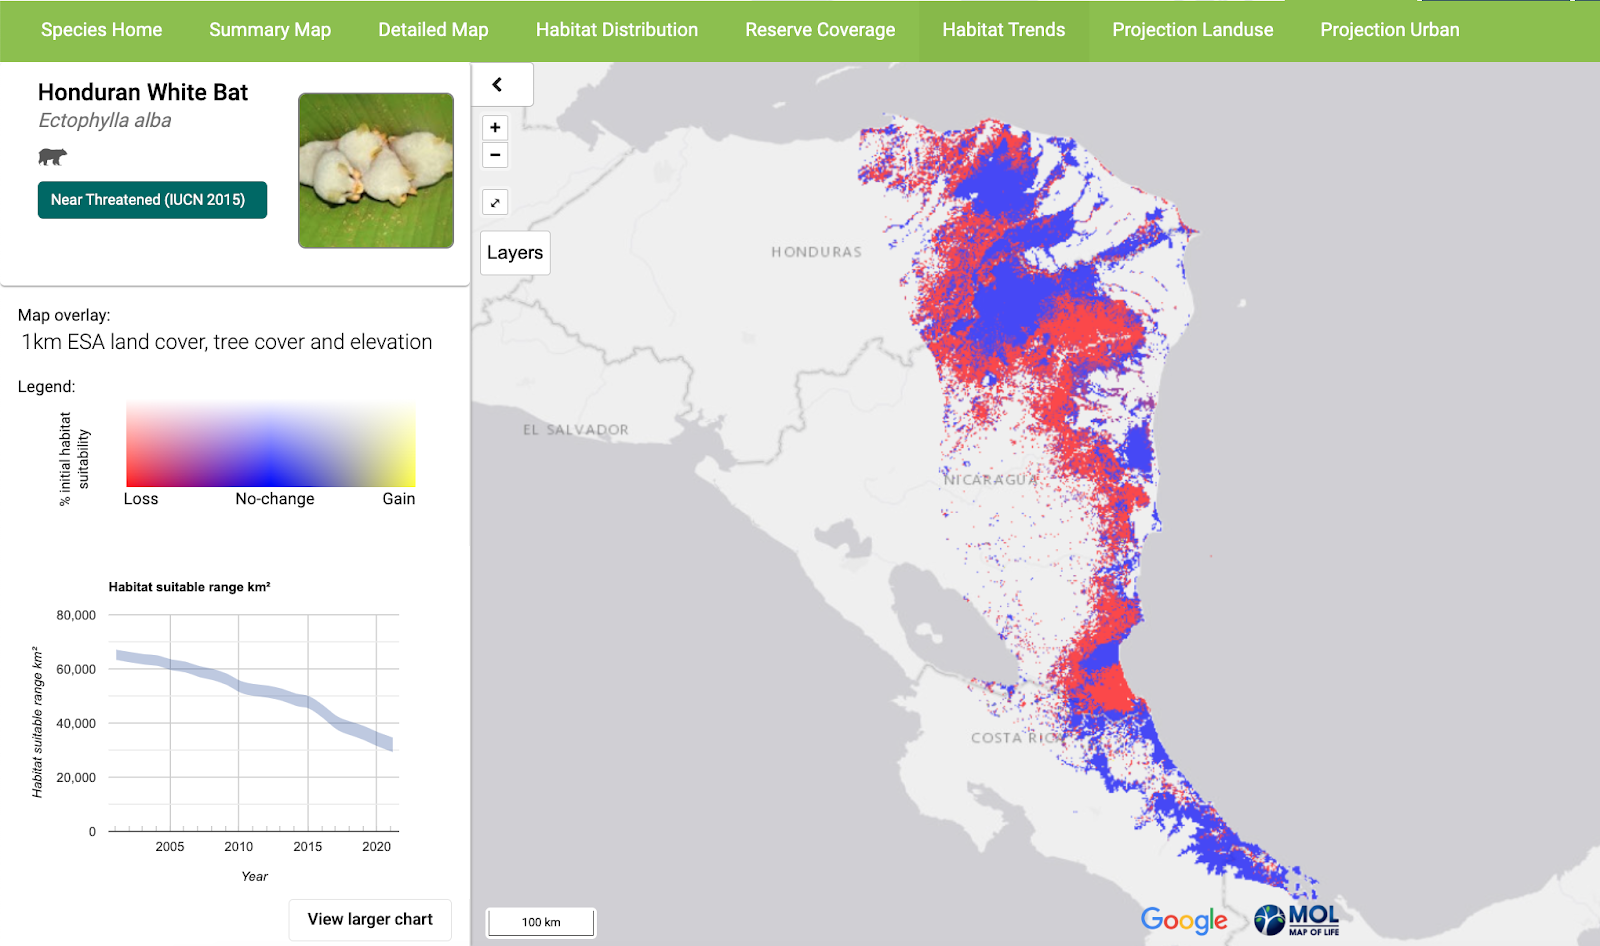 Species Home
Summary Map
Detailed Map
Habitat Distribution
Reserve Coverage
Habitat Trends
Projection Landuse
Projection Urban
Honduran White Bat
Ectophylla alba
Near Threatened (IUCN 2015)
Map overlay:
1km ESA land cover, tree cover and elevation
Legend:
% initial habitat
suitability
Loss
No-change
Gain
Habitat suitable range km²
Habitat suitable range km²
80,000
60,000
40,000
20,000
0
2005
2010
2015
2020
Year
View larger chart
+
−
Layers
HONDURAS
EL SALVADOR
NICARAGUA
COSTA RICA
100 km
Google
MOL
MAP OF LIFE